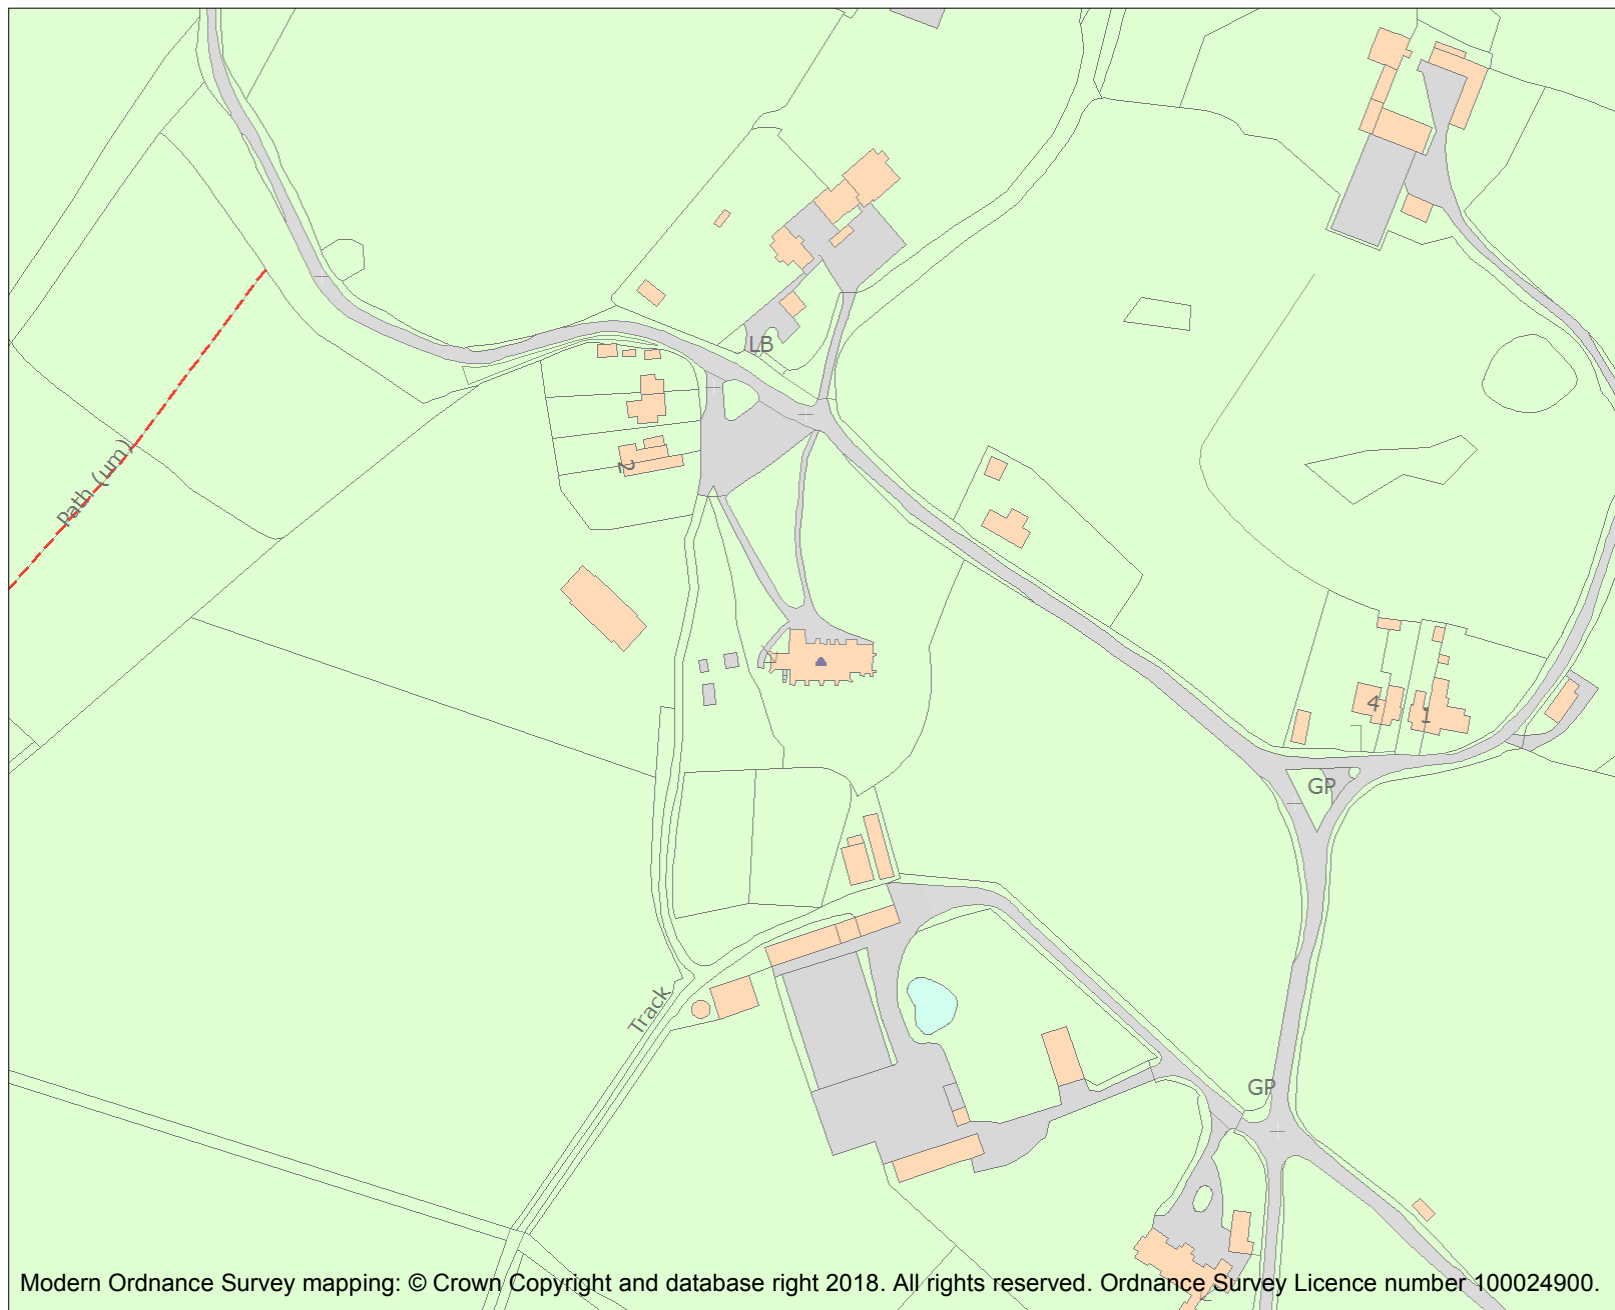 LB
Path (um)
2
4
1
GP
Track
GP
Modern Ordnance Survey mapping: © Crown Copyright and database right 2018. All rights reserved. Ordnance Survey Licence number 100024900.